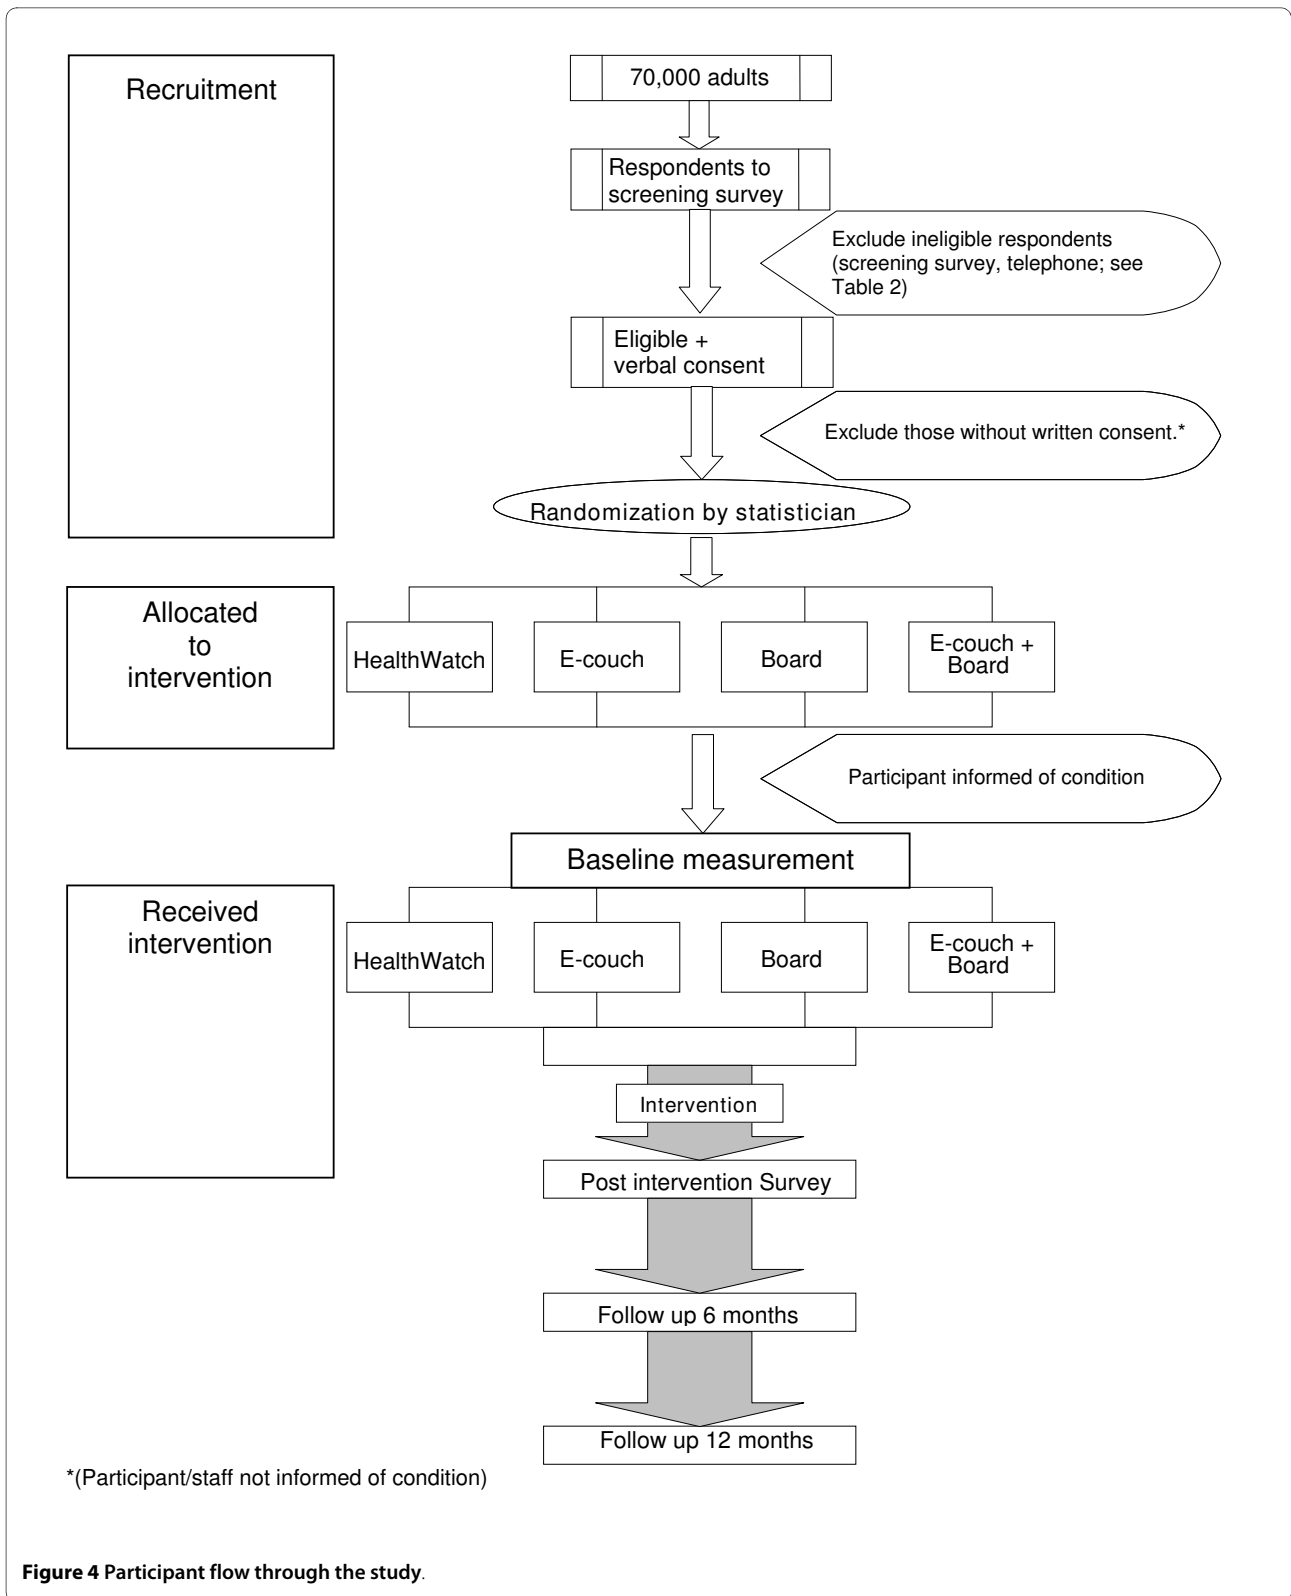 Recruitment
70,000 adults
Respondents to
screening survey
Exclude ineligible respondents
(screening survey, telephone; see
Table 2)
Eligible +
verbal consent
Exclude those without written consent.*
Randomization by statistician
Allocated
to
intervention
HealthWatch
E-couch
Board
E-couch +
Board
Participant informed of condition
Baseline measurement
Received
intervention
HealthWatch
E-couch
Board
E-couch +
Board
Intervention
Post intervention Survey
Follow up 6 months
Follow up 12 months
*(Participant/staff not informed of condition)
Figure 4 Participant flow through the study.